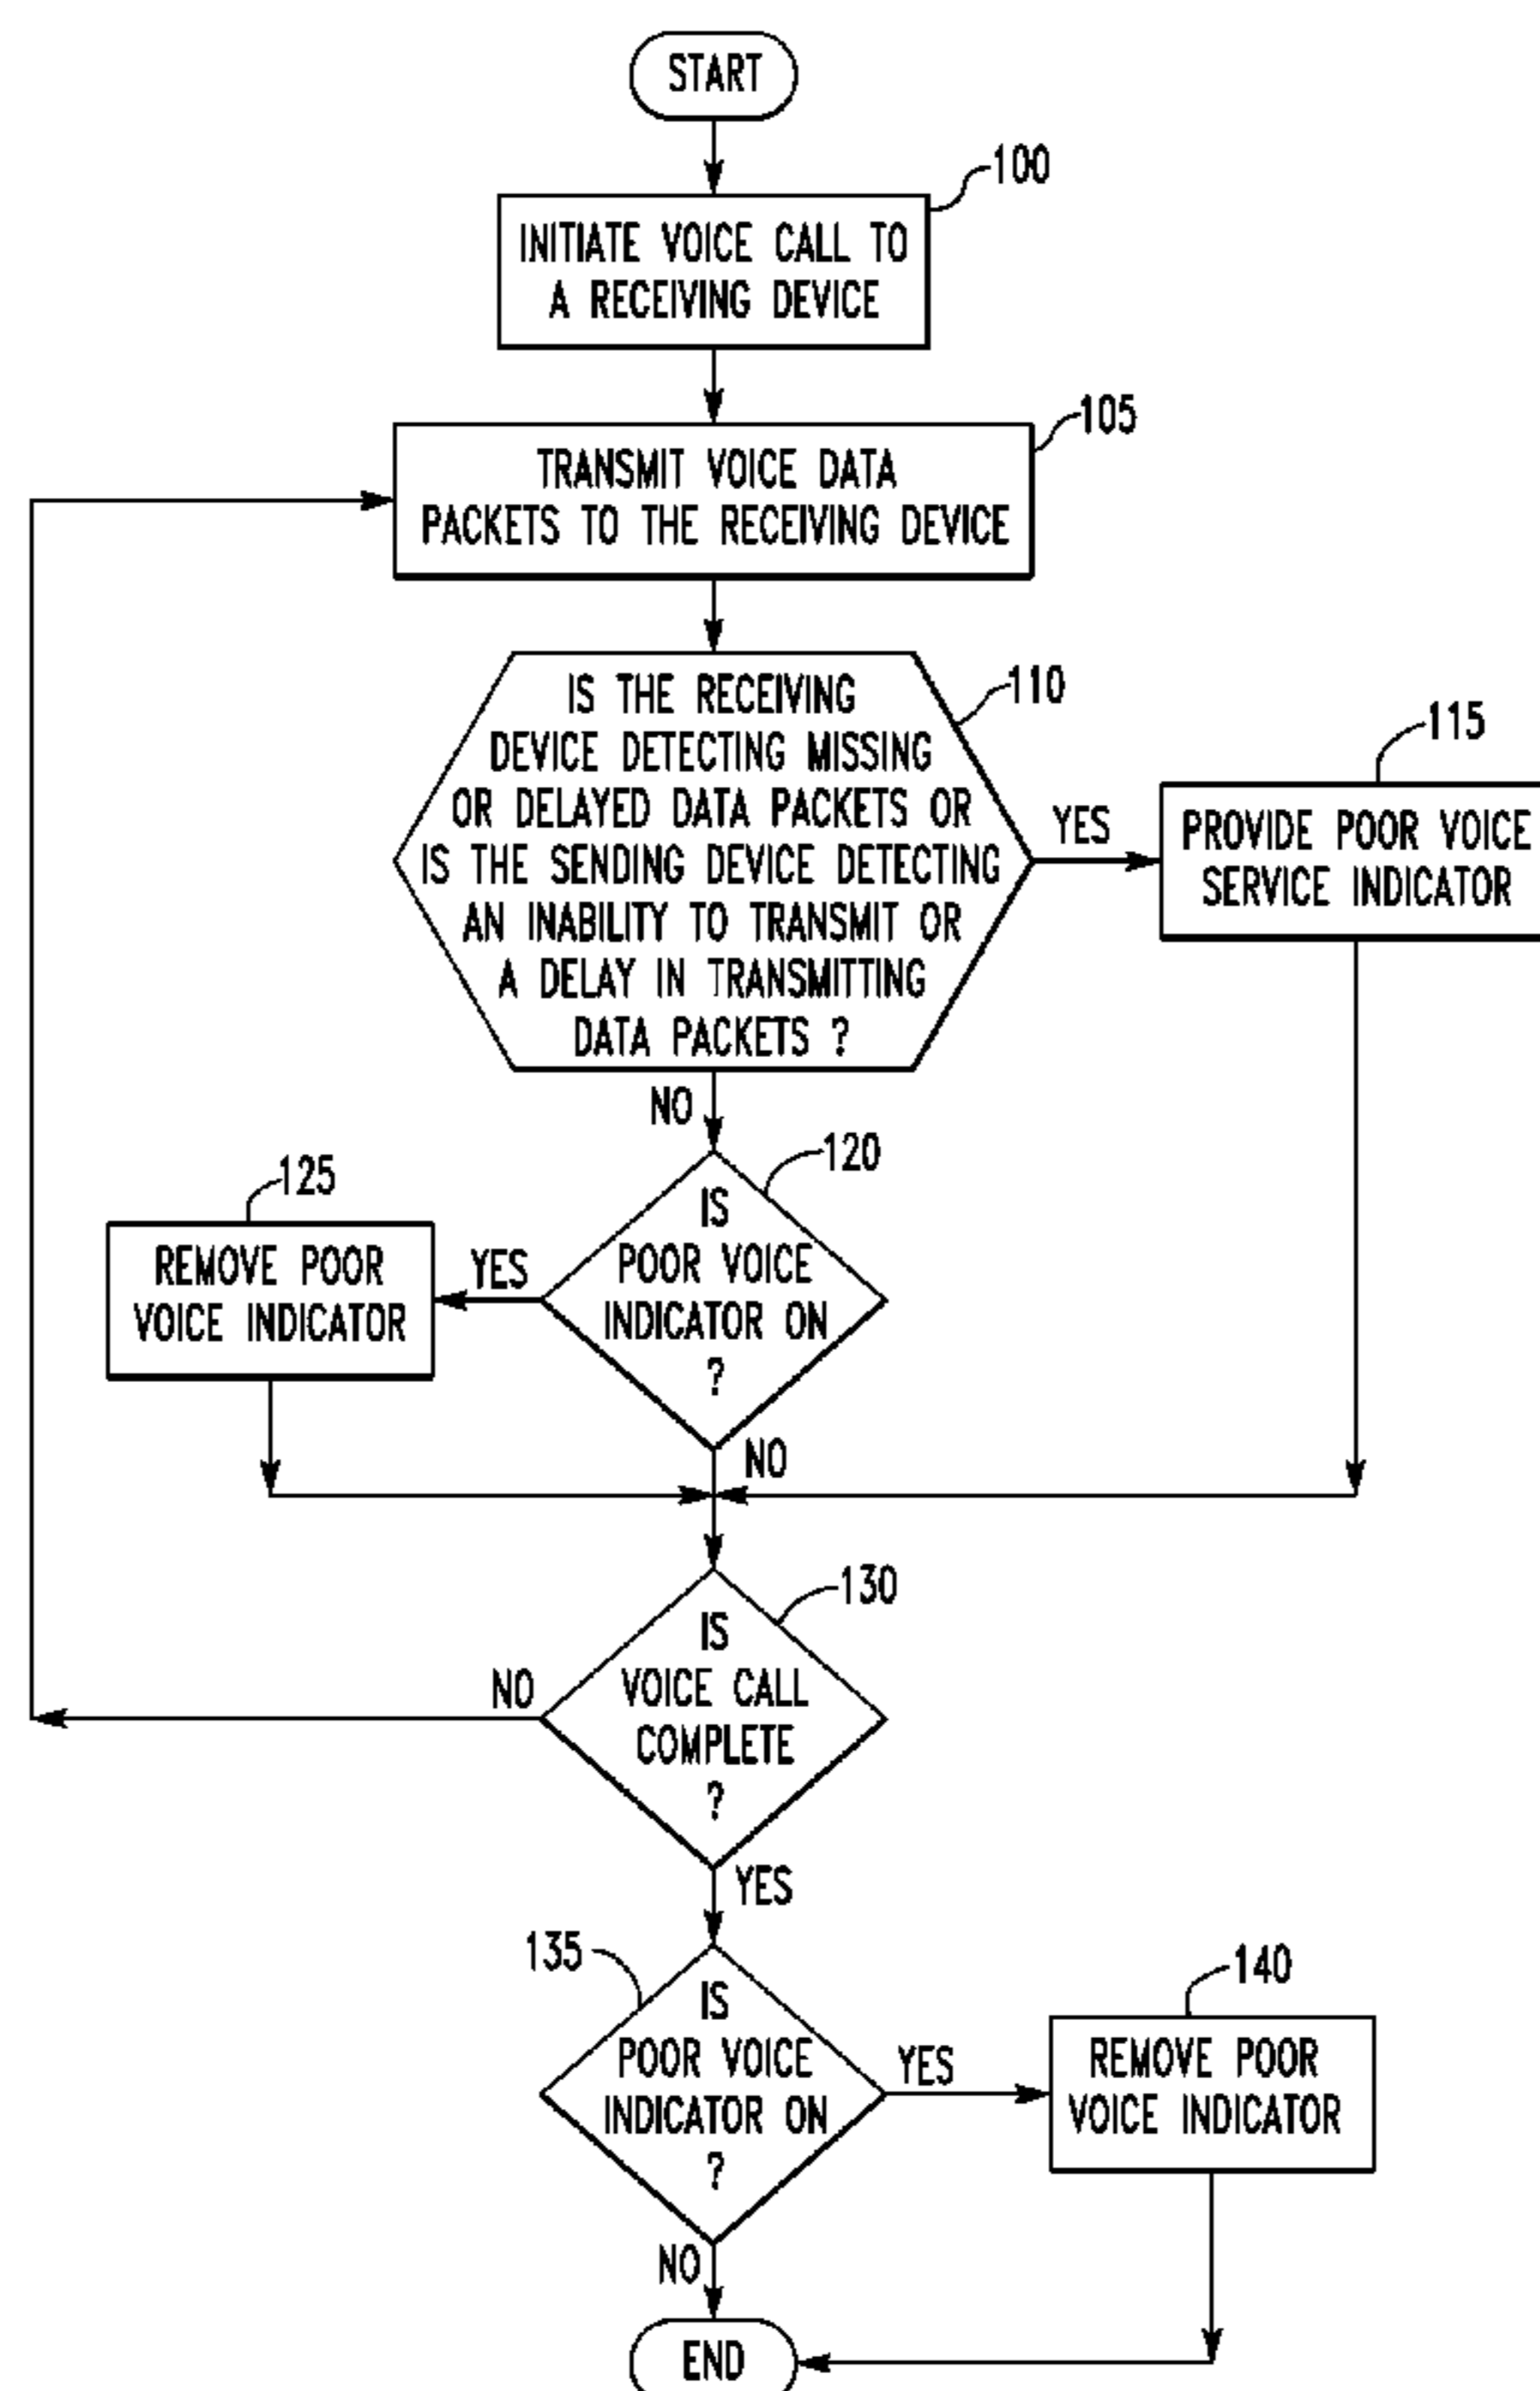 START
100
INITIATE VOICE CALL TO
A RECEIVING DEVICE
105
TRANSMIT VOICE DATA
PACKETS TO THE RECEIVING DEVICE
110
IS THE RECEIVING
DEVICE DETECTING MISSING
OR DELAYED DATA PACKETS OR
IS THE SENDING DEVICE DETECTING
AN INABILITY TO TRANSMIT OR
A DELAY IN TRANSMITTING
DATA PACKETS ?
YES
115
PROVIDE POOR VOICE
SERVICE INDICATOR
NO
120
IS
POOR VOICE
INDICATOR ON
?
YES
125
REMOVE POOR
VOICE INDICATOR
NO
130
IS
VOICE CALL
COMPLETE
?
NO
YES
135
IS
POOR VOICE
INDICATOR ON
?
YES
140
REMOVE POOR
VOICE INDICATOR
NO
END